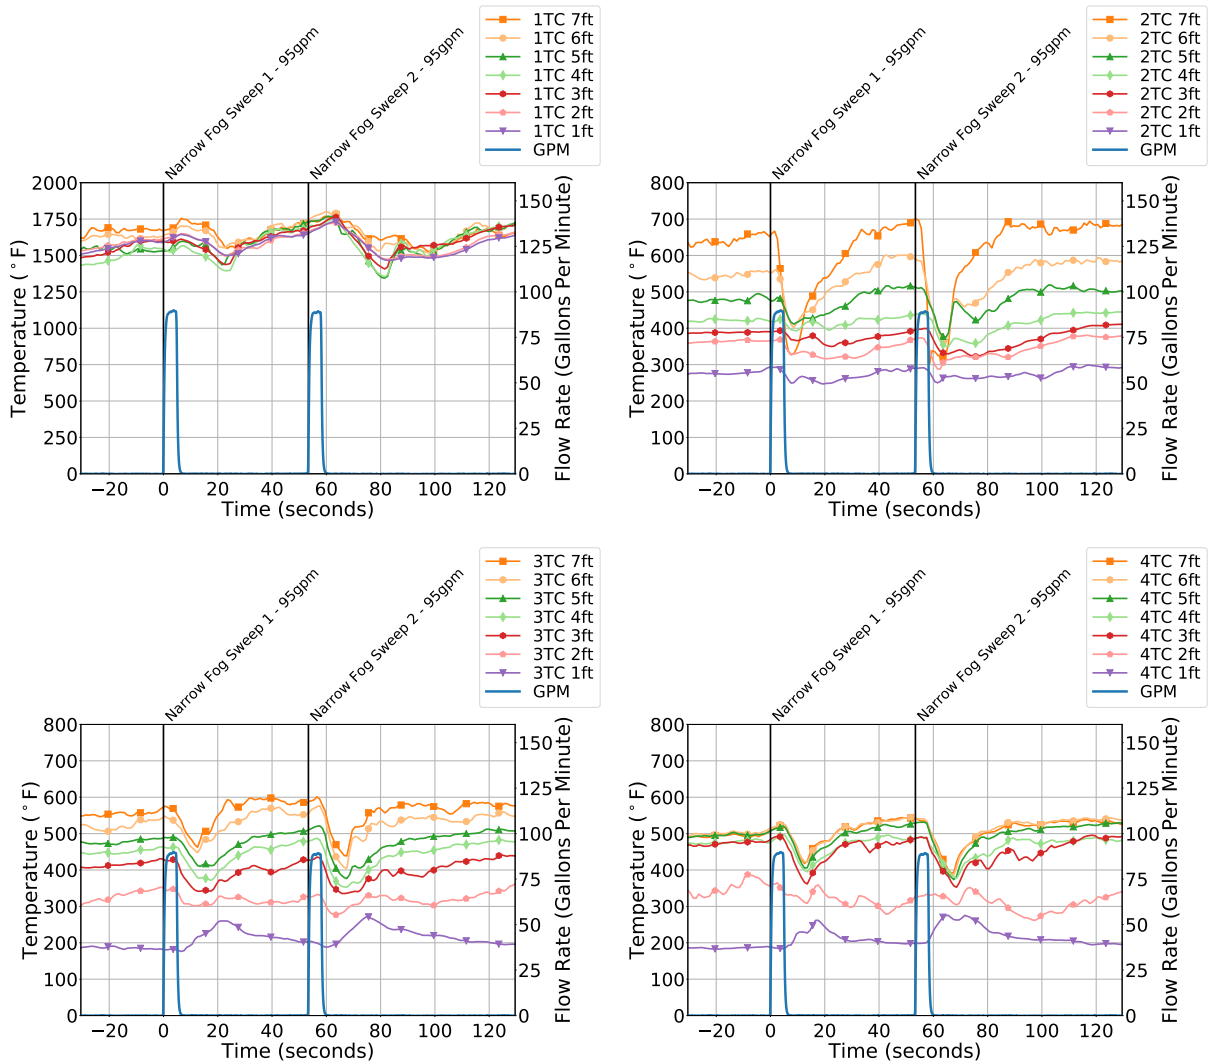 1TC 7ft
1TC 6ft
1TC 5ft
1TC 4ft
1TC 3ft
1TC 2ft
1TC 1ft
GPM
Narrow Fog Sweep 1 - 95gpm
Narrow Fog Sweep 2 - 95gpm
Temperature (°F)
2000
1750
1500
1250
1000
750
500
250
0
150
125
100
75
50
25
0
Flow Rate (Gallons Per Minute)
−20 0 20 40 60 80 100 120
Time (seconds)
2TC 7ft
2TC 6ft
2TC 5ft
2TC 4ft
2TC 3ft
2TC 2ft
2TC 1ft
GPM
Narrow Fog Sweep 1 - 95gpm
Narrow Fog Sweep 2 - 95gpm
Temperature (°F)
800
700
600
500
400
300
200
100
0
150
125
100
75
50
25
0
Flow Rate (Gallons Per Minute)
−20 0 20 40 60 80 100 120
Time (seconds)
3TC 7ft
3TC 6ft
3TC 5ft
3TC 4ft
3TC 3ft
3TC 2ft
3TC 1ft
GPM
Narrow Fog Sweep 1 - 95gpm
Narrow Fog Sweep 2 - 95gpm
Temperature (°F)
800
700
600
500
400
300
200
100
0
150
125
100
75
50
25
0
Flow Rate (Gallons Per Minute)
−20 0 20 40 60 80 100 120
Time (seconds)
4TC 7ft
4TC 6ft
4TC 5ft
4TC 4ft
4TC 3ft
4TC 2ft
4TC 1ft
GPM
Narrow Fog Sweep 1 - 95gpm
Narrow Fog Sweep 2 - 95gpm
Temperature (°F)
800
700
600
500
400
300
200
100
0
150
125
100
75
50
25
0
Flow Rate (Gallons Per Minute)
−20 0 20 40 60 80 100 120
Time (seconds)